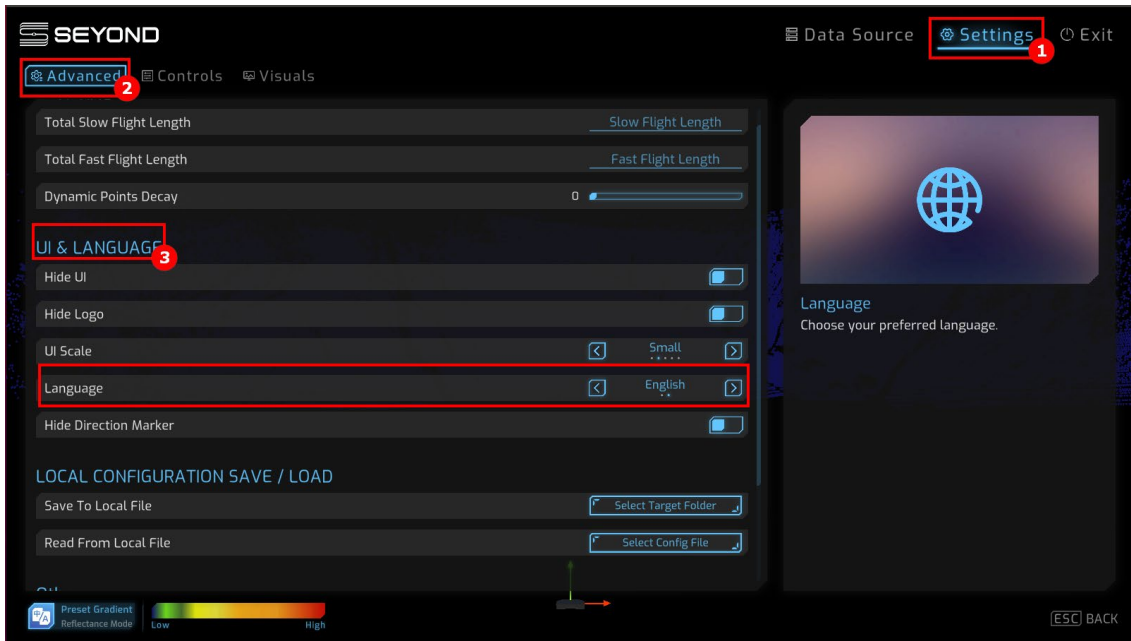 SEYOND
Data Source
Settings
Exit
1
Advanced
Controls
Visuals
2
Total Slow Flight Length
Slow Flight Length
Total Fast Flight Length
Fast Flight Length
Dynamic Points Decay
0
UI & LANGUAGE
3
Hide UI
Hide Logo
UI Scale
Small
Language
English
Hide Direction Marker
LOCAL CONFIGURATION SAVE / LOAD
Save To Local File
Select Target Folder
Read From Local File
Select Config File
Language
Choose your preferred language.
Preset Gradient
Reflectance Mode
Low
High
ESC BACK